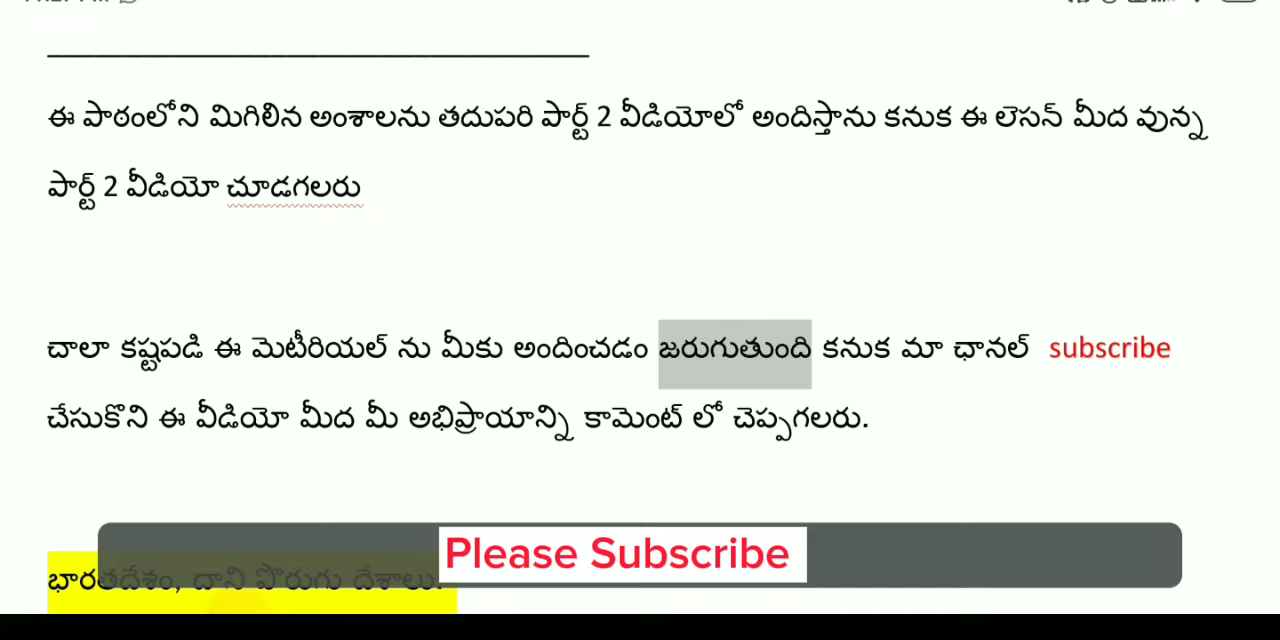 ఈ పాఠంలోని మిగిలిన అంశాలను తదుపరి పార్ట్ 2 వీడియోలో అందిస్తాను కనుక ఈ లెసన్ మీద వున్న
పార్ట్ 2 వీడియో చూడగలరు
చాలా కష్టపడి ఈ మెటీరియల్ ను మీకు అందించడం జరుగుతుంది కనుక మా ఛానల్ subscribe
చేసుకొని ఈ వీడియో మీద మీ అభిప్రాయాన్ని కామెంట్ లో చెప్పగలరు.
Please Subscribe
భారతదేశం, దాని పొరుగు దేశాలు.